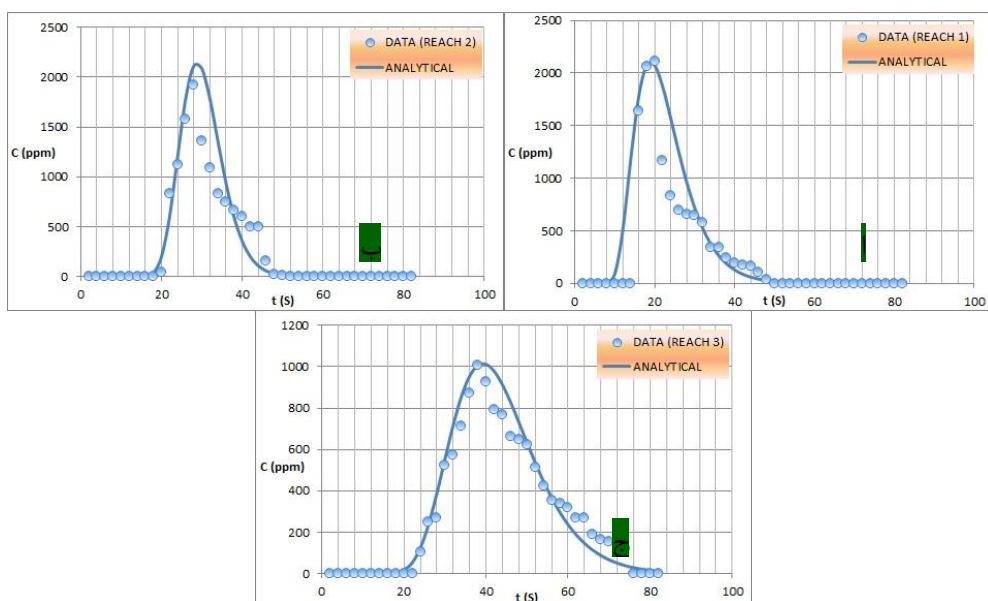 2500
2000
1500
C (ppm)
1000
500
0
0 20 40 60 80 100
t (S)
DATA (REACH 2)
ANALYTICAL
ب
2500
2000
1500
C (ppm)
1000
500
0
0 20 40 60 80 100
t (S)
DATA (REACH 1)
ANALYTICAL
ا
1200
1000
800
600
C (ppm)
400
200
0
0 20 40 60 80 100
t (S)
DATA (REACH 3)
ANALYTICAL
ج